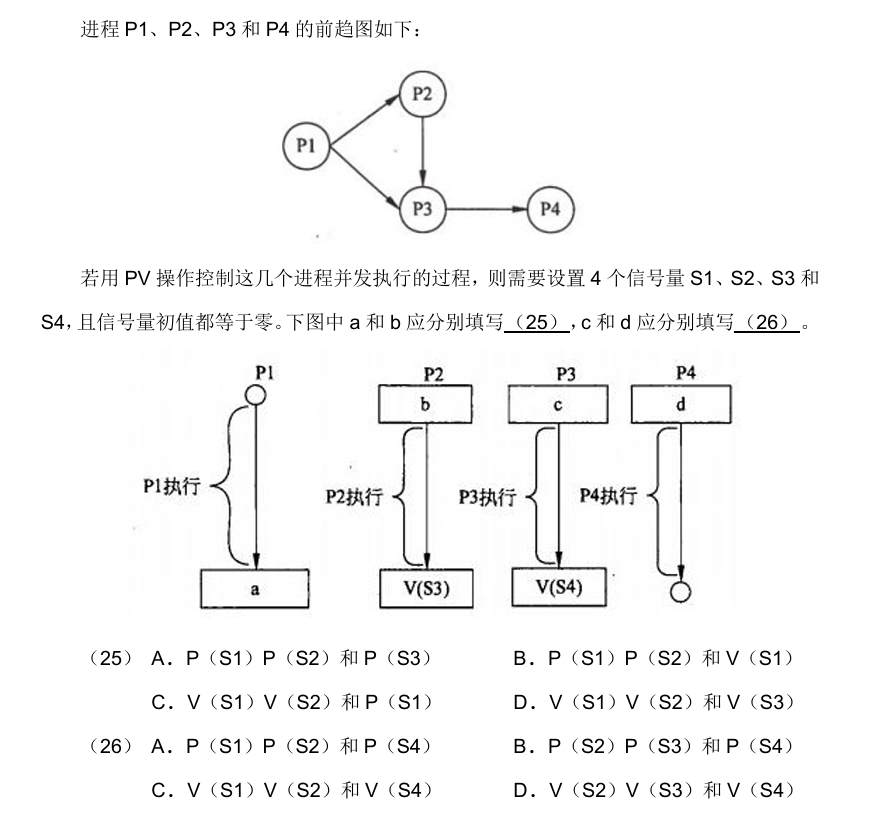 进程 P1、P2、P3 和 P4 的前趋图如下：
P2
P1
P3
P4
若用 PV 操作控制这几个进程并发执行的过程，则需要设置 4 个信号量 S1、S2、S3 和
S4，且信号量初值都等于零。下图中 a 和 b 应分别填写（25），c 和 d 应分别填写（26）。
P1 P2 P3 P4
b c d
P1执行 P2执行 P3执行 P4执行
a V(S3) V(S4)
（25） A．P（S1）P（S2）和 P（S3） B．P（S1）P（S2）和 V（S1）
C．V（S1）V（S2）和 P（S1） D．V（S1）V（S2）和 V（S3）
（26） A．P（S1）P（S2）和 P（S4） B．P（S2）P（S3）和 P（S4）
C．V（S1）V（S2）和 V（S4） D．V（S2）V（S3）和 V（S4）